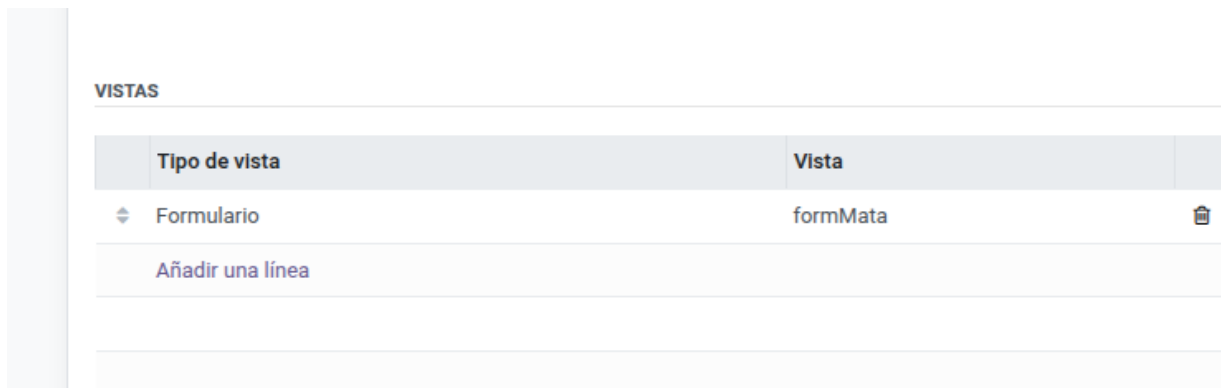 VISTAS
Tipo de vista Vista
Formulario formMata
Añadir una línea